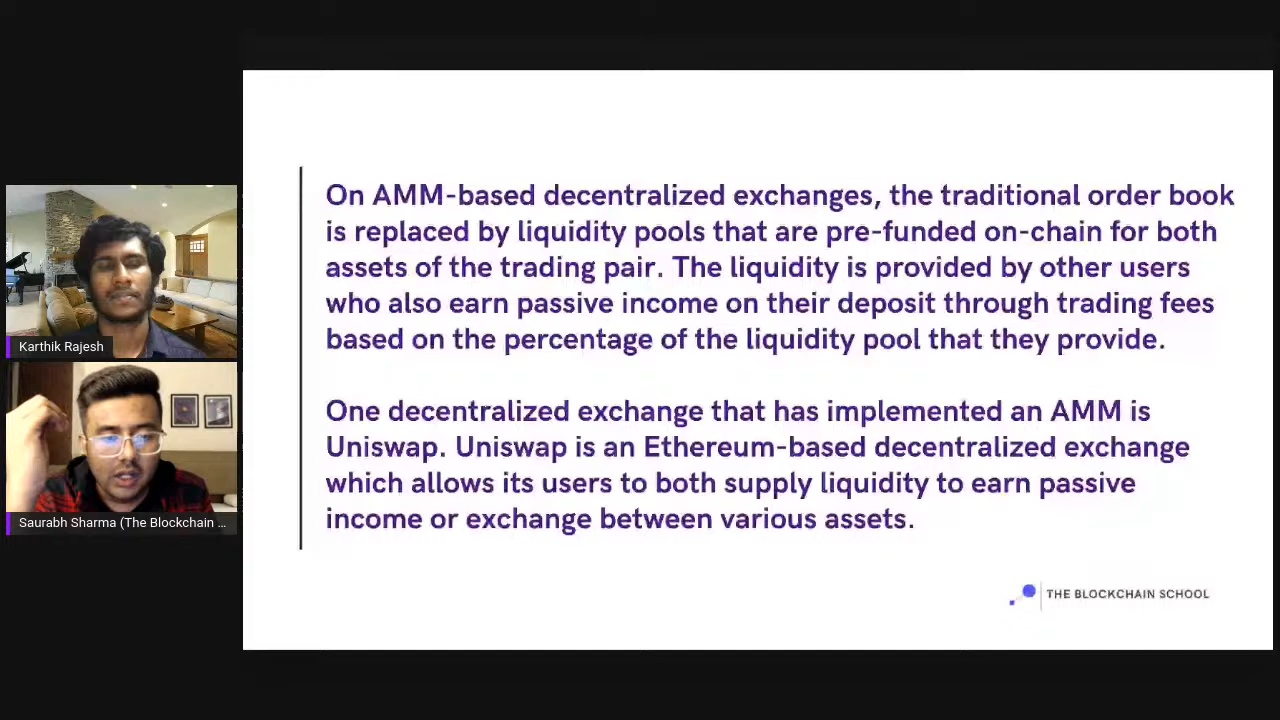 On AMM-based decentralized exchanges, the traditional order book
is replaced by liquidity pools that are pre-funded on-chain for both
assets of the trading pair. The liquidity is provided by other users
who also earn passive income on their deposit through trading fees
based on the percentage of the liquidity pool that they provide.
One decentralized exchange that has implemented an AMM is
Uniswap. Uniswap is an Ethereum-based decentralized exchange
which allows its users to both supply liquidity to earn passive
income or exchange between various assets.
THE BLOCKCHAIN SCHOOL
Karthik Rajesh
Saurabh Sharma (The Blockchain ...